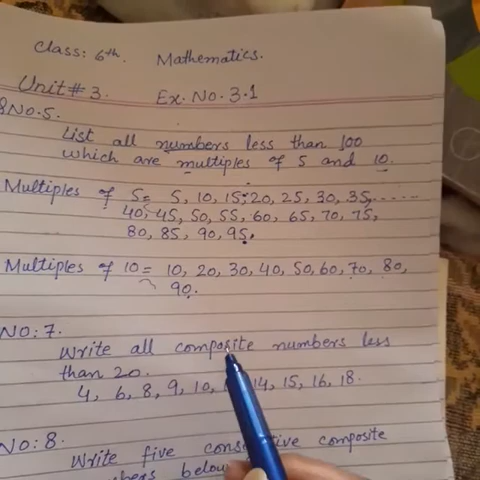 Class: 6th. Mathematics.
Unit # 3. Ex. No. 3.1
No. 5.
List all numbers less than 100
which are multiples of 5 and 10.
Multiples of 5 = 5, 10, 15, 20, 25, 30, 35, ......
40, 45, 50, 55, 60, 65, 70, 75,
80, 85, 90, 95.
Multiples of 10 = 10, 20, 30, 40, 50, 60, 70, 80,
90.
NO: 7.
Write all composite numbers less
than 20.
4, 6, 8, 9, 10, 14, 15, 16, 18.
NO: 8.
Write five composite
below